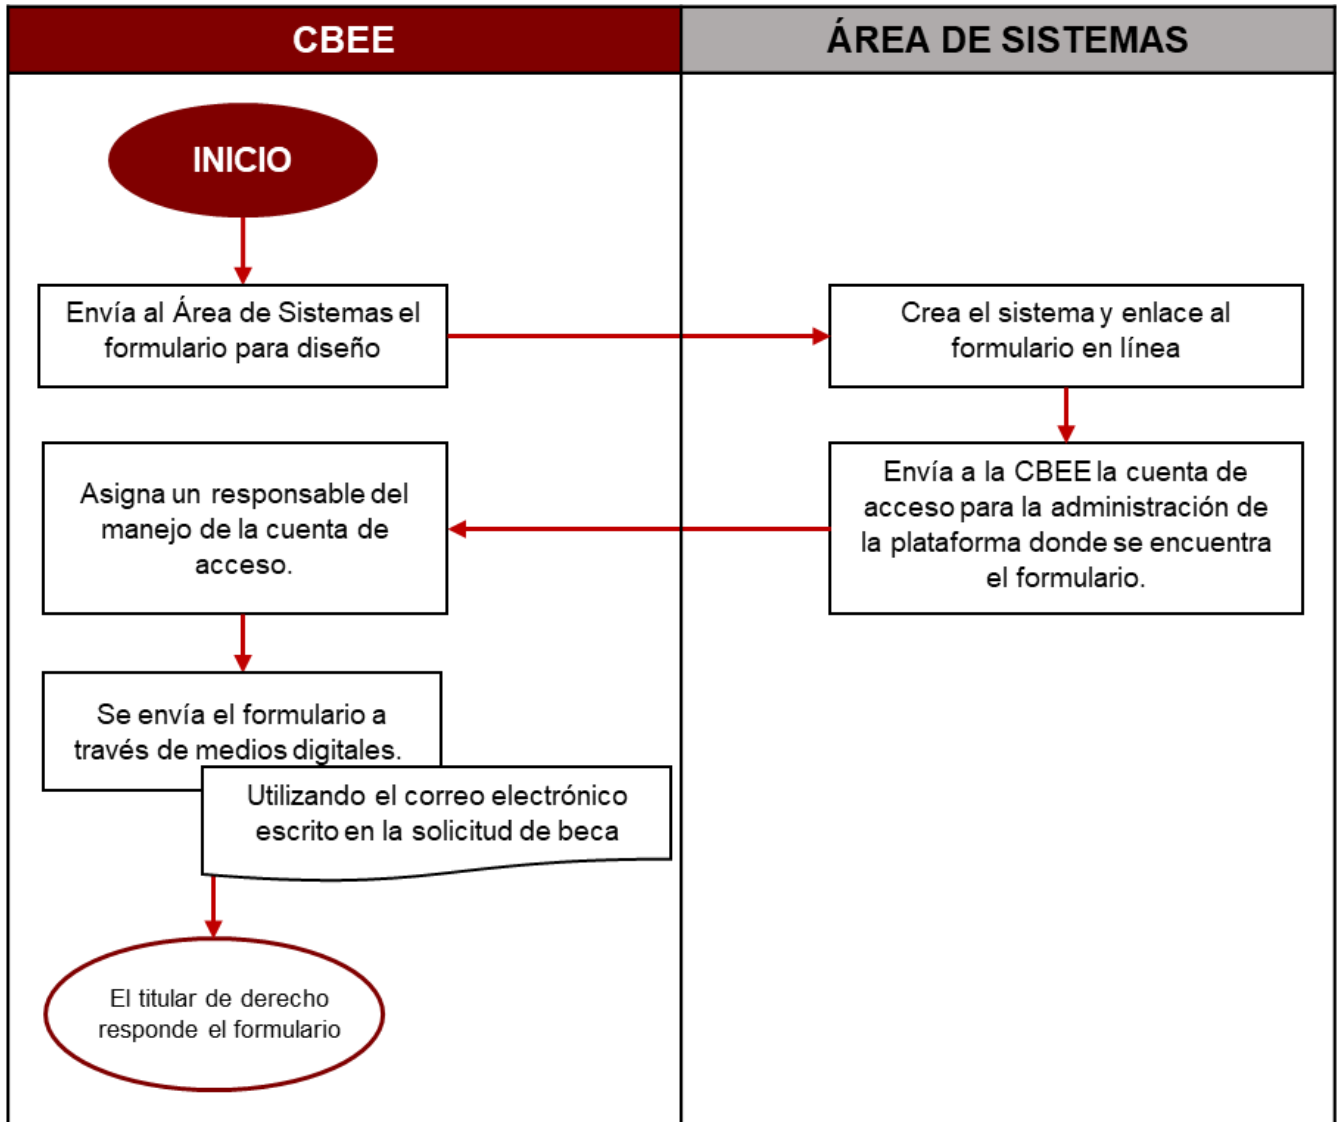 CBEE
ÁREA DE SISTEMAS
INICIO
Envía al Área de Sistemas el
formulario para diseño
Crea el sistema y enlace al
formulario en línea
Envía a la CBEE la cuenta de
acceso para la administración de
la plataforma donde se encuentra
el formulario.
Asigna un responsable del
manejo de la cuenta de
acceso.
Se envía el formulario a
través de medios digitales.
Utilizando el correo electrónico
escrito en la solicitud de beca
El titular de derecho
responde el formulario